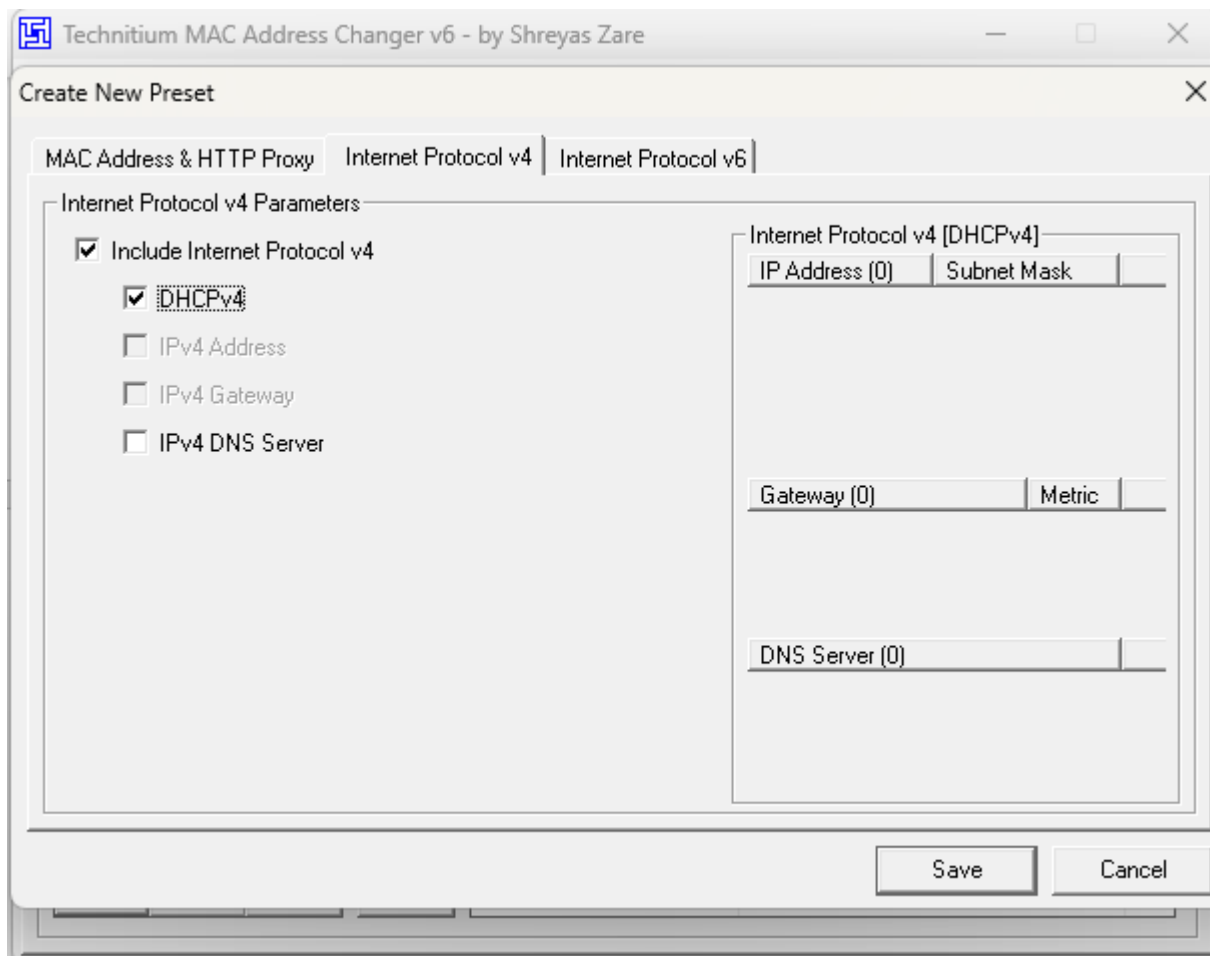 Technitium MAC Address Changer v6 - by Shreyas Zare
Create New Preset
MAC Address & HTTP Proxy Internet Protocol v4 Internet Protocol v6
Internet Protocol v4 Parameters
Include Internet Protocol v4
DHCPv4
IPv4 Address
IPv4 Gateway
IPv4 DNS Server
Internet Protocol v4 [DHCPv4]
IP Address (0) Subnet Mask
Gateway (0) Metric
DNS Server (0)
Save Cancel